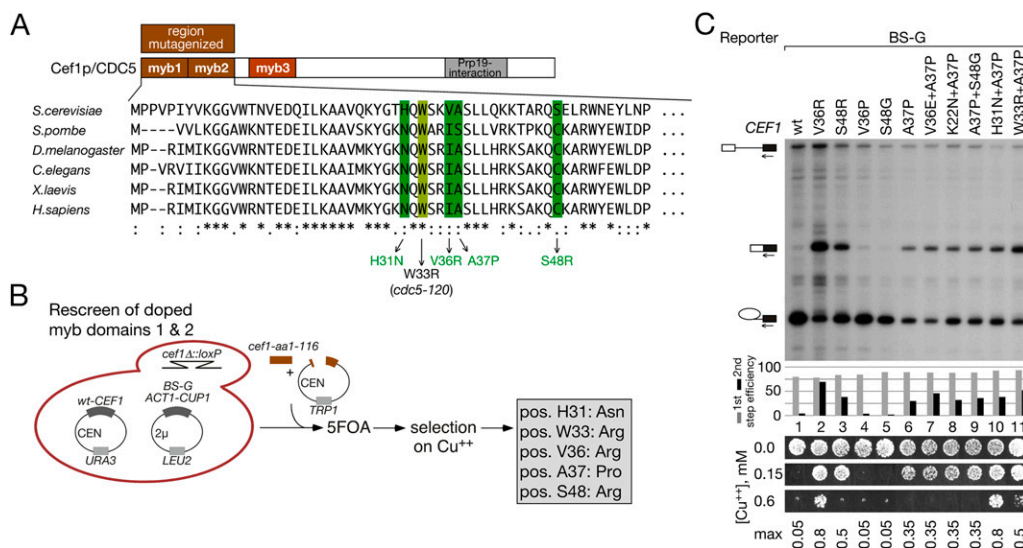 A
region
mutagenized
Cef1p/CDC5
myb1
myb2
myb3
Prp19-
interaction
S.cerevisiae MPPVPIYVKGGVWTNVEDQILKAAVQKYGTHQWSKVASLLQKKTARQSELRWNEYLNP ...
S.pombe M----VVLKGGAWKNTEDEILKAAVSKYGKNQWARISSLLVRKTPKQCKARWYEWIDP ...
D.melanogaster MP--RIMIKGGVWRNTEDEILKAAVMKYGKNQWSRIASLLHRKSAKQCKARWYEWLDP ...
C.elegans MP-VRVIIKGGVWKNTEDEILKAAIMKYGKNQWSRIASLLHRKSAKQCKARWFEWLDP ...
X.laevis MP--RIMIKGGVWRNTEDEILKAAVMKYGKNQWSRIASLLHRKSAKQCKARWYEWLDP ...
H.sapiens MP--RIMIKGGVWRNTEDEILKAAVMKYGKNQWSRIASLLHRKSAKQCKARWYEWLDP ...
H31N
W33R
(cdc5-120)
V36R
A37P
S48R
B
Rescreen of doped
myb domains 1 & 2
cef1Δ::loxP
wt-CEF1
CEN
URA3
BS-G
ACT1-CUP1
2μ
LEU2
cef1-aa1-116
+
CEN
TRP1
5FOA
selection
on Cu++
pos. H31: Asn
pos. W33: Arg
pos. V36: Arg
pos. A37: Pro
pos. S48: Arg
C
Reporter
BS-G
CEF1
wt
V36R
S48R
V36P
S48G
A37P
V36E+A37P
K22N+A37P
A37P+S48G
H31N+A37P
W33R+A37P
1st
2nd
step efficiency
100
50
0
1 2 3 4 5 6 7 8 9 10 11
[Cu++], mM
0.0
0.15
0.6
max 0.05 0.8 0.5 0.05 0.05 0.35 0.35 0.35 0.35 0.8 0.5